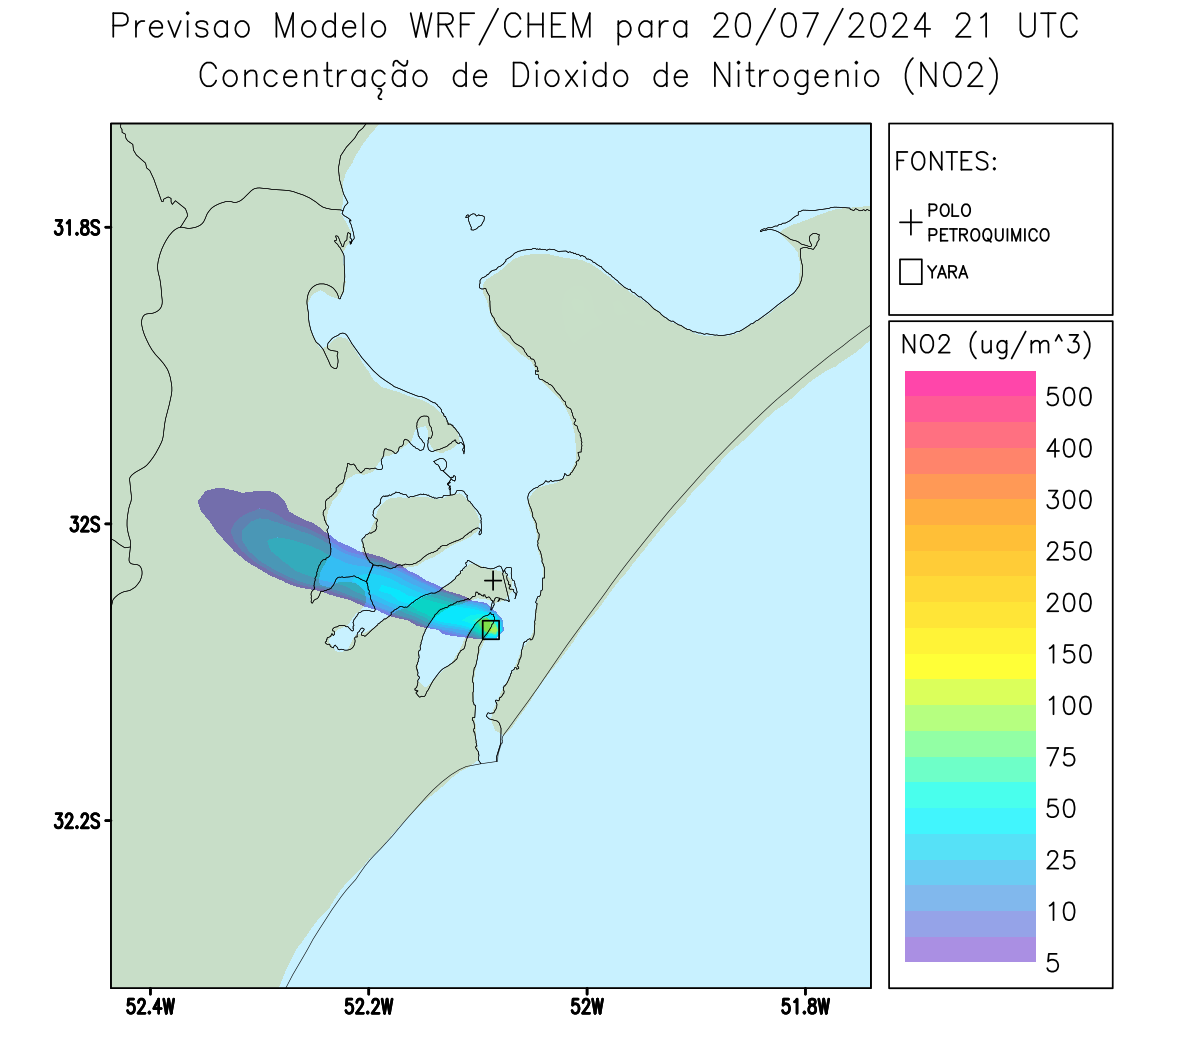 Previsao Modelo WRF/CHEM para 20/07/2024 21 UTC
Concentração de Dioxido de Nitrogenio (NO2)
FONTES:
POLO
PETROQUIMICO
YARA
NO2 (ug/m^3)
500
400
300
250
200
150
100
75
50
25
10
5
31.8S
32S
32.2S
52.4W
52.2W
52W
51.8W